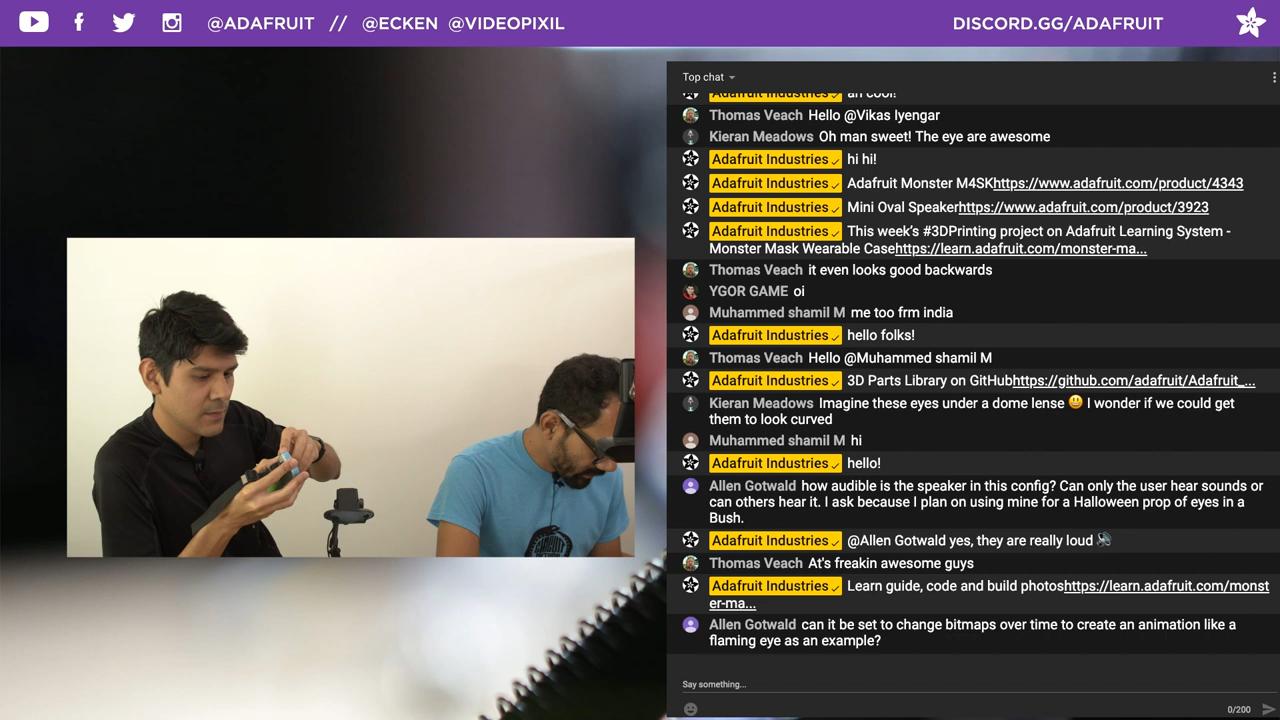 @ADAFRUIT // @ECKEN @VIDEOPIXIL
DISCORD.GG/ADAFRUIT
Top chat
Adafruit Industries ah cool!
Thomas Veach Hello @Vikas Iyengar
Kieran Meadows Oh man sweet! The eye are awesome
Adafruit Industries hi hi!
Adafruit Industries Adafruit Monster M4SKhttps://www.adafruit.com/product/4343
Adafruit Industries Mini Oval Speakerhttps://www.adafruit.com/product/3923
Adafruit Industries This week's #3DPrinting project on Adafruit Learning System -
Monster Mask Wearable Casehttps://learn.adafruit.com/monster-ma...
Thomas Veach it even looks good backwards
YGOR GAME oi
Muhammed shamil M me too frm india
Adafruit Industries hello folks!
Thomas Veach Hello @Muhammed shamil M
Adafruit Industries 3D Parts Library on GitHubhttps://github.com/adafruit/Adafruit_...
Kieran Meadows Imagine these eyes under a dome lense 😃 I wonder if we could get
them to look curved
Muhammed shamil M hi
Adafruit Industries hello!
Allen Gotwald how audible is the speaker in this config? Can only the user hear sounds or
can others hear it. I ask because I plan on using mine for a Halloween prop of eyes in a
Bush.
Adafruit Industries @Allen Gotwald yes, they are really loud 🔊
Thomas Veach At's freakin awesome guys
Adafruit Industries Learn guide, code and build photoshttps://learn.adafruit.com/monst
er-ma...
Allen Gotwald can it be set to change bitmaps over time to create an animation like a
flaming eye as an example?
Say something...
0/200